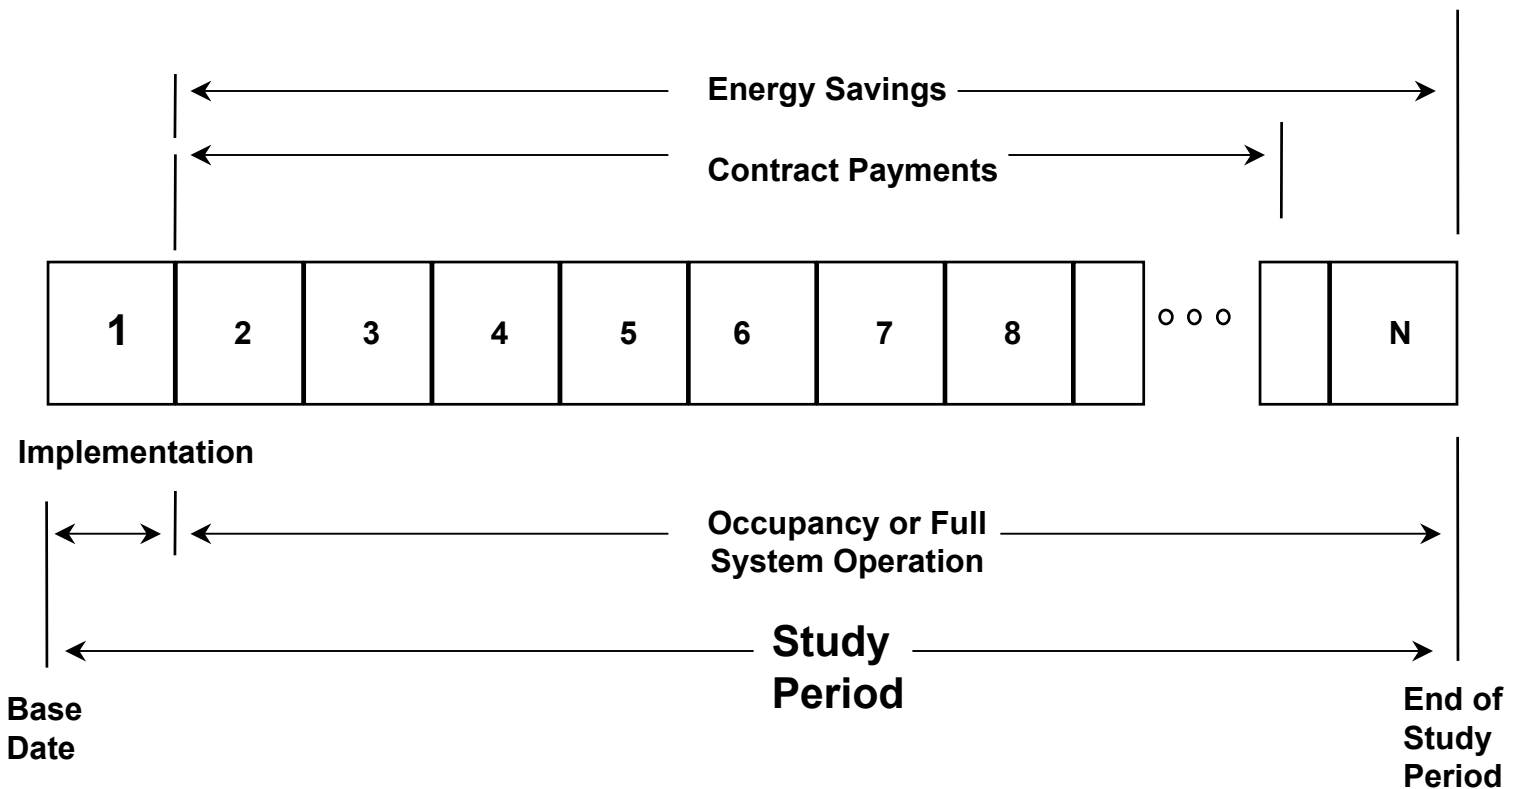 Energy Savings
Contract Payments
1 2 3 4 5 6 7 8 N
Implementation
Occupancy or Full
System Operation
Study
Period
Base
Date
End of
Study
Period